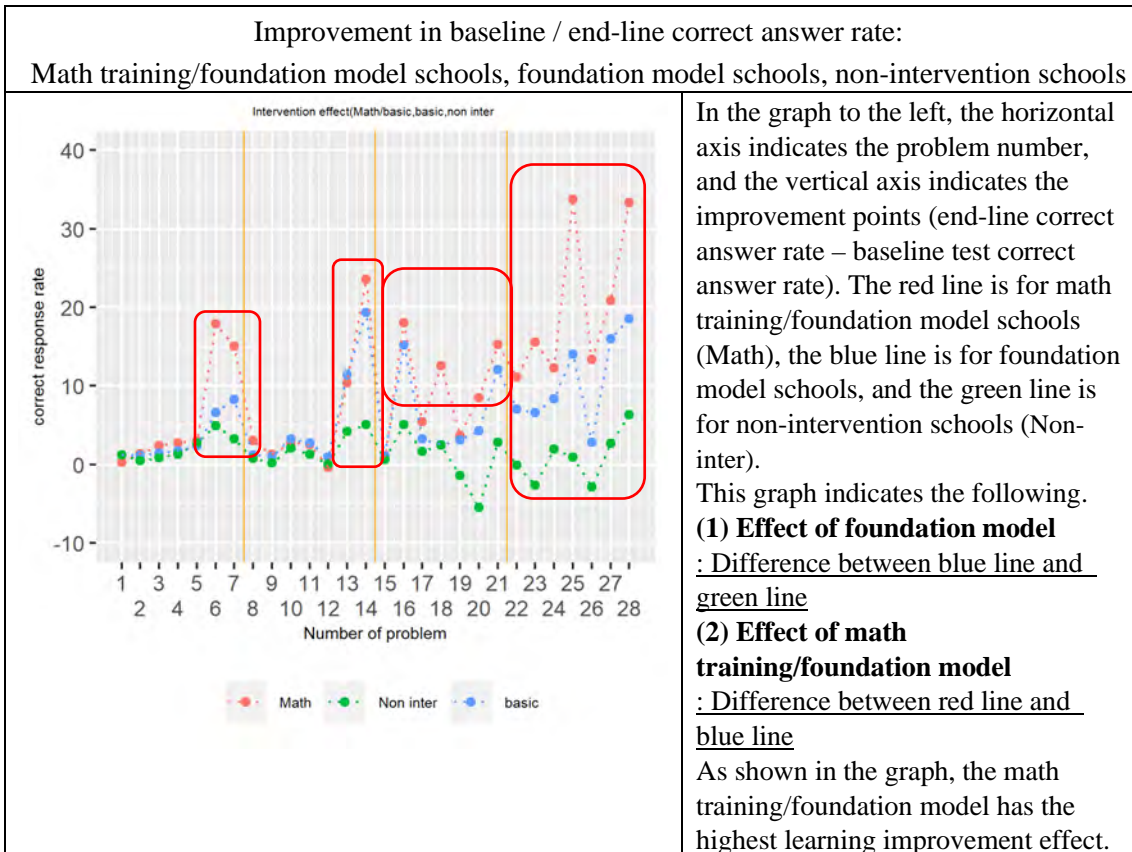 Improvement in baseline / end-line correct answer rate:
Math training/foundation model schools, foundation model schools, non-intervention schools
Intervention effect(Math/basic,basic,non inter
40
30
20
10
0
-10
correct response rate
1 3 5 7 9 11 13 15 17 19 21 23 25 27
2 4 6 8 10 12 14 16 18 20 22 24 26 28
Number of problem
Math Non inter basic
In the graph to the left, the horizontal
axis indicates the problem number,
and the vertical axis indicates the
improvement points (end-line correct
answer rate – baseline test correct
answer rate). The red line is for math
training/foundation model schools
(Math), the blue line is for foundation
model schools, and the green line is
for non-intervention schools (Non-
inter).
This graph indicates the following.
(1) Effect of foundation model
: Difference between blue line and
green line
(2) Effect of math
training/foundation model
: Difference between red line and
blue line
As shown in the graph, the math
training/foundation model has the
highest learning improvement effect.